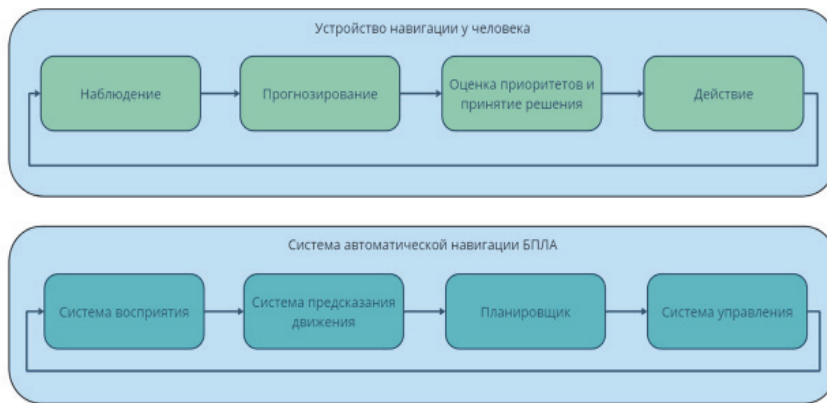 Устройство навигации у человека
Наблюдение
Прогнозирование
Оценка приоритетов и
принятие решения
Действие
Система автоматической навигации БПЛА
Система восприятия
Система предсказания
движения
Планировщик
Система управления